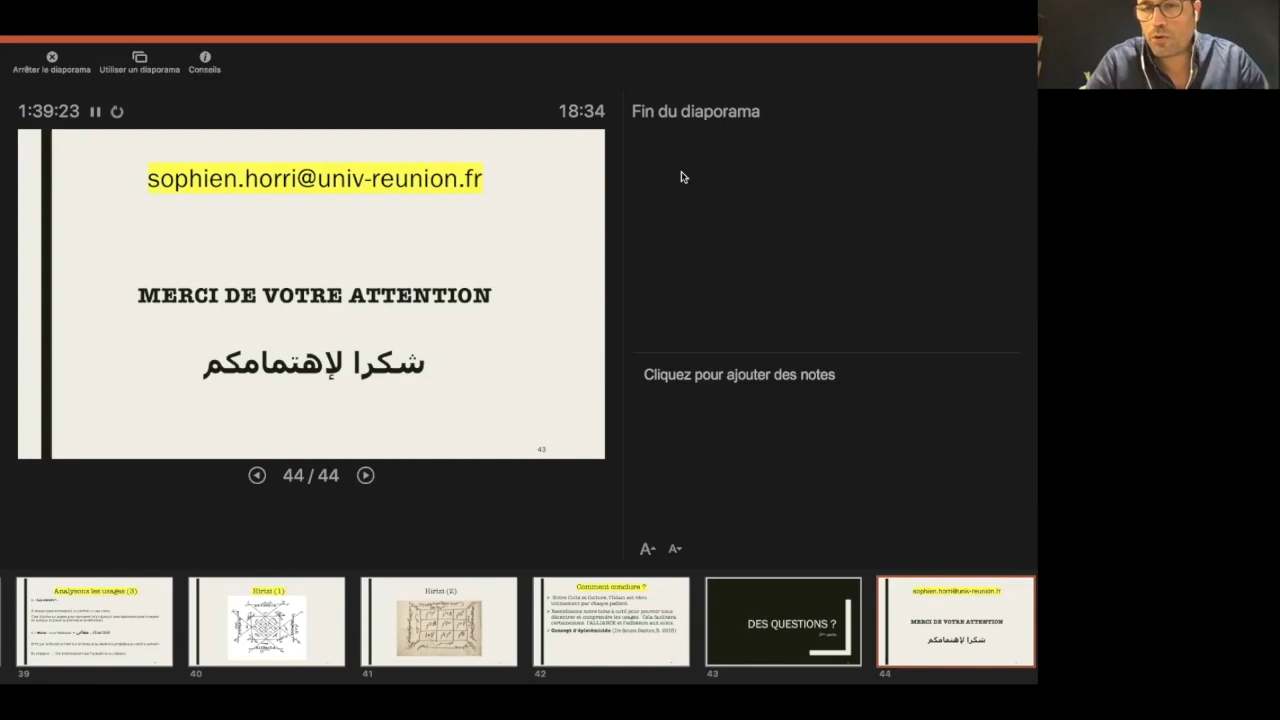 Arrêter le diaporama
Utiliser un diaporama
Conseils
1:39:23
18:34
Fin du diaporama
sophien.horri@univ-reunion.fr
MERCI DE VOTRE ATTENTION
شكرا لإهتمامكم
43
44 / 44
Cliquez pour ajouter des notes
A
A
Analysons les usages (3)
39
Hirizi (1)
40
Hirizi (2)
41
Comment conclure ?
42
DES QUESTIONS ?
43
sophien.horri@univ-reunion.fr
MERCI DE VOTRE ATTENTION
شكرا لإهتمامكم
44